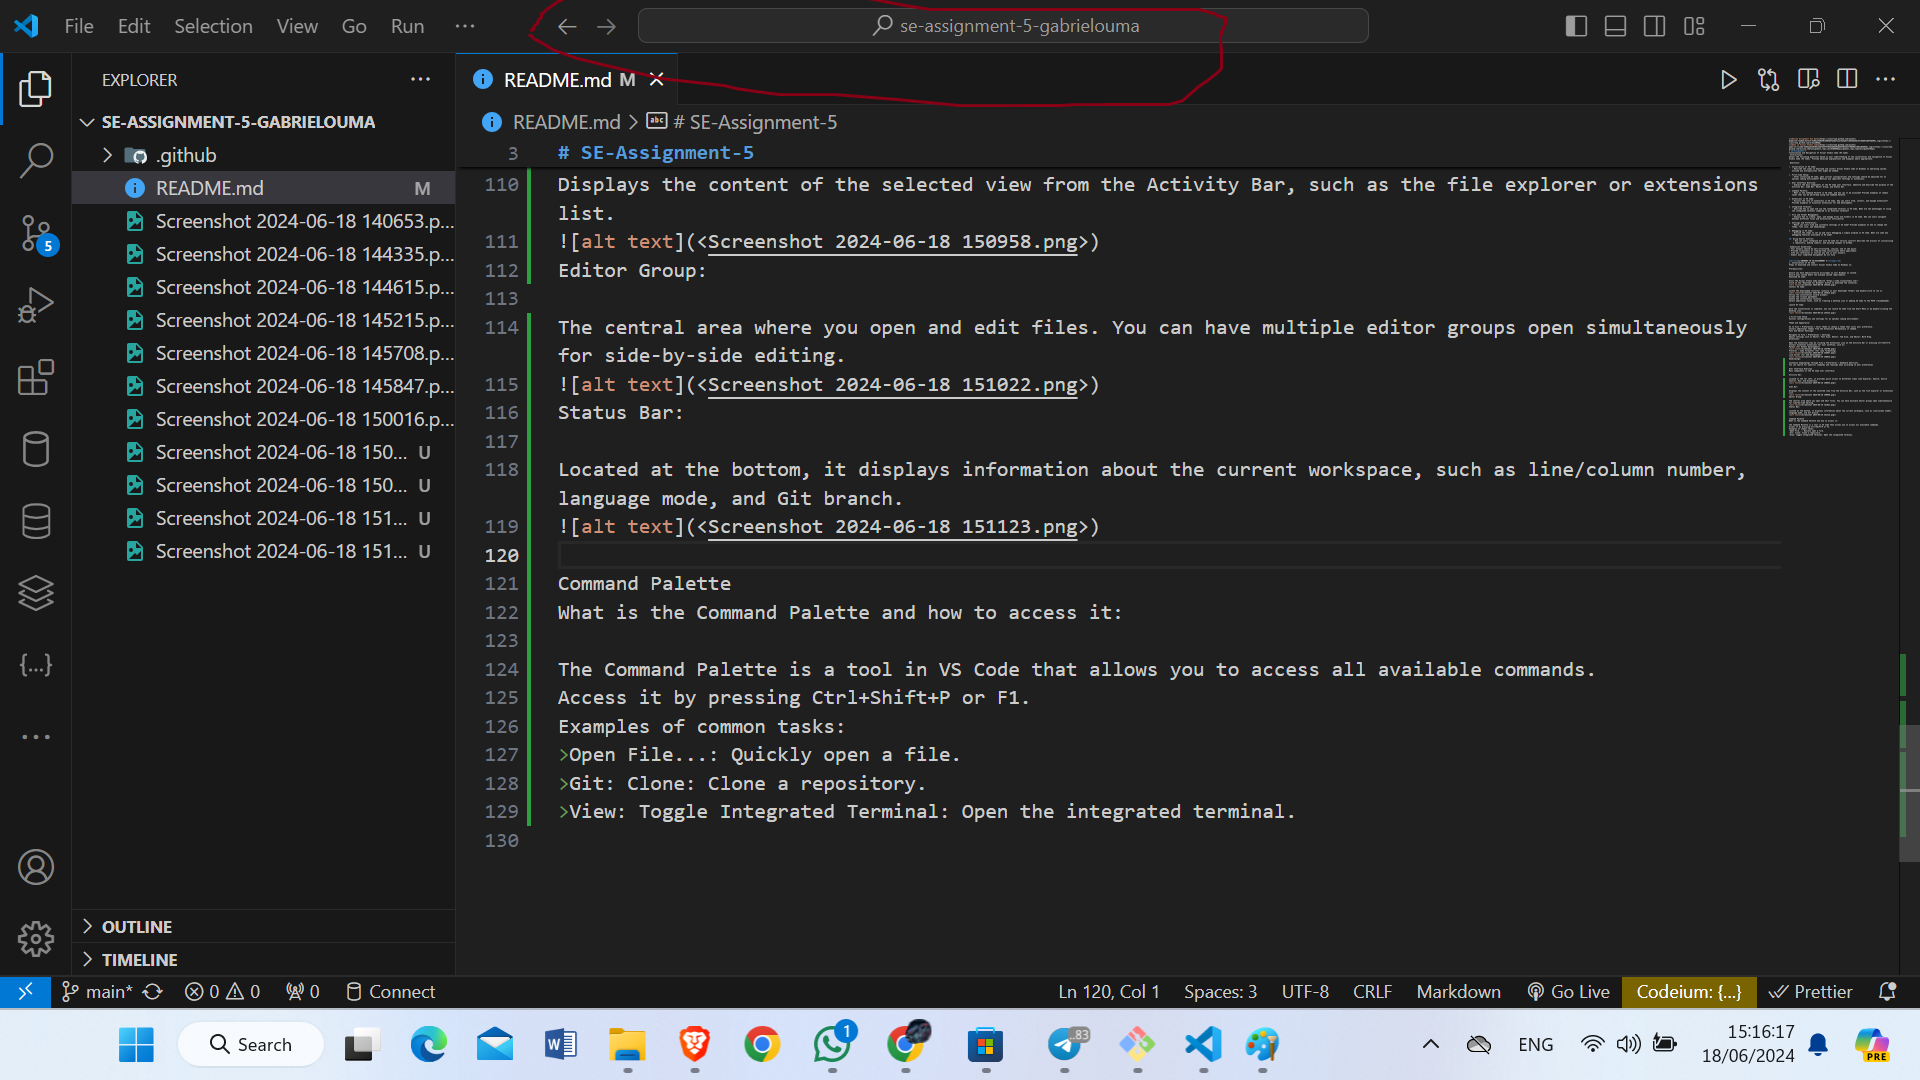 File Edit Selection View Go Run ···
se-assignment-5-gabrielouma
EXPLORER ···
SE-ASSIGNMENT-5-GABRIELOUMA
.github
README.md M
Screenshot 2024-06-18 140653.p...
Screenshot 2024-06-18 144335.p...
Screenshot 2024-06-18 144615.p...
Screenshot 2024-06-18 145215.p...
Screenshot 2024-06-18 145708.p...
Screenshot 2024-06-18 145847.p...
Screenshot 2024-06-18 150016.p...
Screenshot 2024-06-18 150... U
Screenshot 2024-06-18 150... U
Screenshot 2024-06-18 151... U
Screenshot 2024-06-18 151... U
OUTLINE
TIMELINE
5
README.md M
README.md > # SE-Assignment-5
3 # SE-Assignment-5
110 Displays the content of the selected view from the Activity Bar, such as the file explorer or extensions
list.
111 ![alt text](<Screenshot 2024-06-18 150958.png>)
112 Editor Group:
113
114 The central area where you open and edit files. You can have multiple editor groups open simultaneously
for side-by-side editing.
115 ![alt text](<Screenshot 2024-06-18 151022.png>)
116 Status Bar:
117
118 Located at the bottom, it displays information about the current workspace, such as line/column number,
language mode, and Git branch.
119 ![alt text](<Screenshot 2024-06-18 151123.png>)
120
121 Command Palette
122 What is the Command Palette and how to access it:
123
124 The Command Palette is a tool in VS Code that allows you to access all available commands.
125 Access it by pressing Ctrl+Shift+P or F1.
126 Examples of common tasks:
127 >Open File...: Quickly open a file.
128 >Git: Clone: Clone a repository.
129 >View: Toggle Integrated Terminal: Open the integrated terminal.
130
main* 0 0 0 Connect Ln 120, Col 1 Spaces: 3 UTF-8 CRLF Markdown Go Live Codeium: {...} Prettier
Search 1 .83 ENG 15:16:17
18/06/2024
PRE